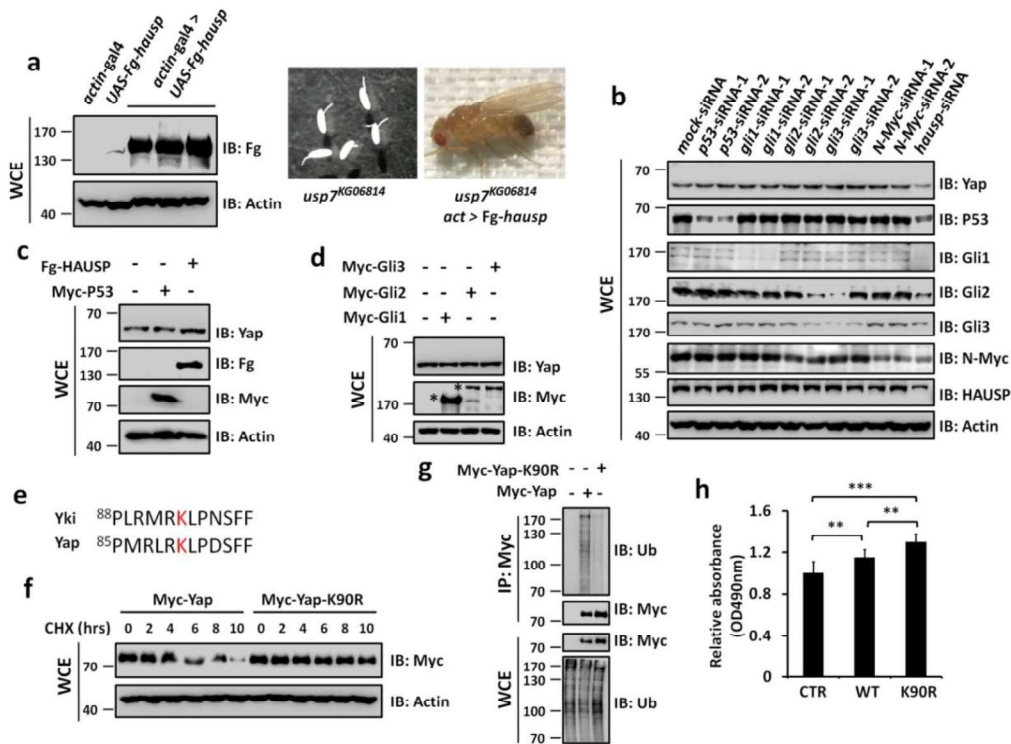 a
actin-gal4
UAS-Fg-hausp
actin-gal4 >
UAS-Fg-hausp
170
130
IB: Fg
WCE
40
IB: Actin
usp7KG06814
usp7KG06814
act > Fg-hausp
b
mock-siRNA
p53-siRNA-1
p53-siRNA-2
gli1-siRNA-1
gli1-siRNA-2
gli2-siRNA-1
gli2-siRNA-2
gli3-siRNA-1
gli3-siRNA-2
N-Myc-siRNA-1
N-Myc-siRNA-2
hausp-siRNA
WCE
70
IB: Yap
70
IB: P53
170
IB: Gli1
170
IB: Gli2
170
IB: Gli3
55
IB: N-Myc
130
IB: HAUSP
40
IB: Actin
c
Fg-HAUSP - - +
Myc-P53 - + -
WCE
70
IB: Yap
170
130
IB: Fg
90
70
IB: Myc
40
IB: Actin
d
Myc-Gli3 - - - +
Myc-Gli2 - - + -
Myc-Gli1 - + - -
WCE
70
IB: Yap
* *
170
IB: Myc
40
IB: Actin
e
Yki 88PLRMRKLPNSFF
Yap 85PMRLRKLPDSFF
f
Myc-Yap Myc-Yap-K90R
CHX (hrs) 0 2 4 6 8 10 0 2 4 6 8 10
WCE
70
IB: Myc
40
IB: Actin
g
Myc-Yap-K90R - - +
Myc-Yap - + -
IP: Myc
170
130
100
70
IB: Ub
70
IB: Myc
WCE
70
IB: Myc
170
130
100
70
IB: Ub
h
Relative absorbance
(OD490nm)
1.6
1.2
0.8
0.4
0
***
** **
CTR WT K90R